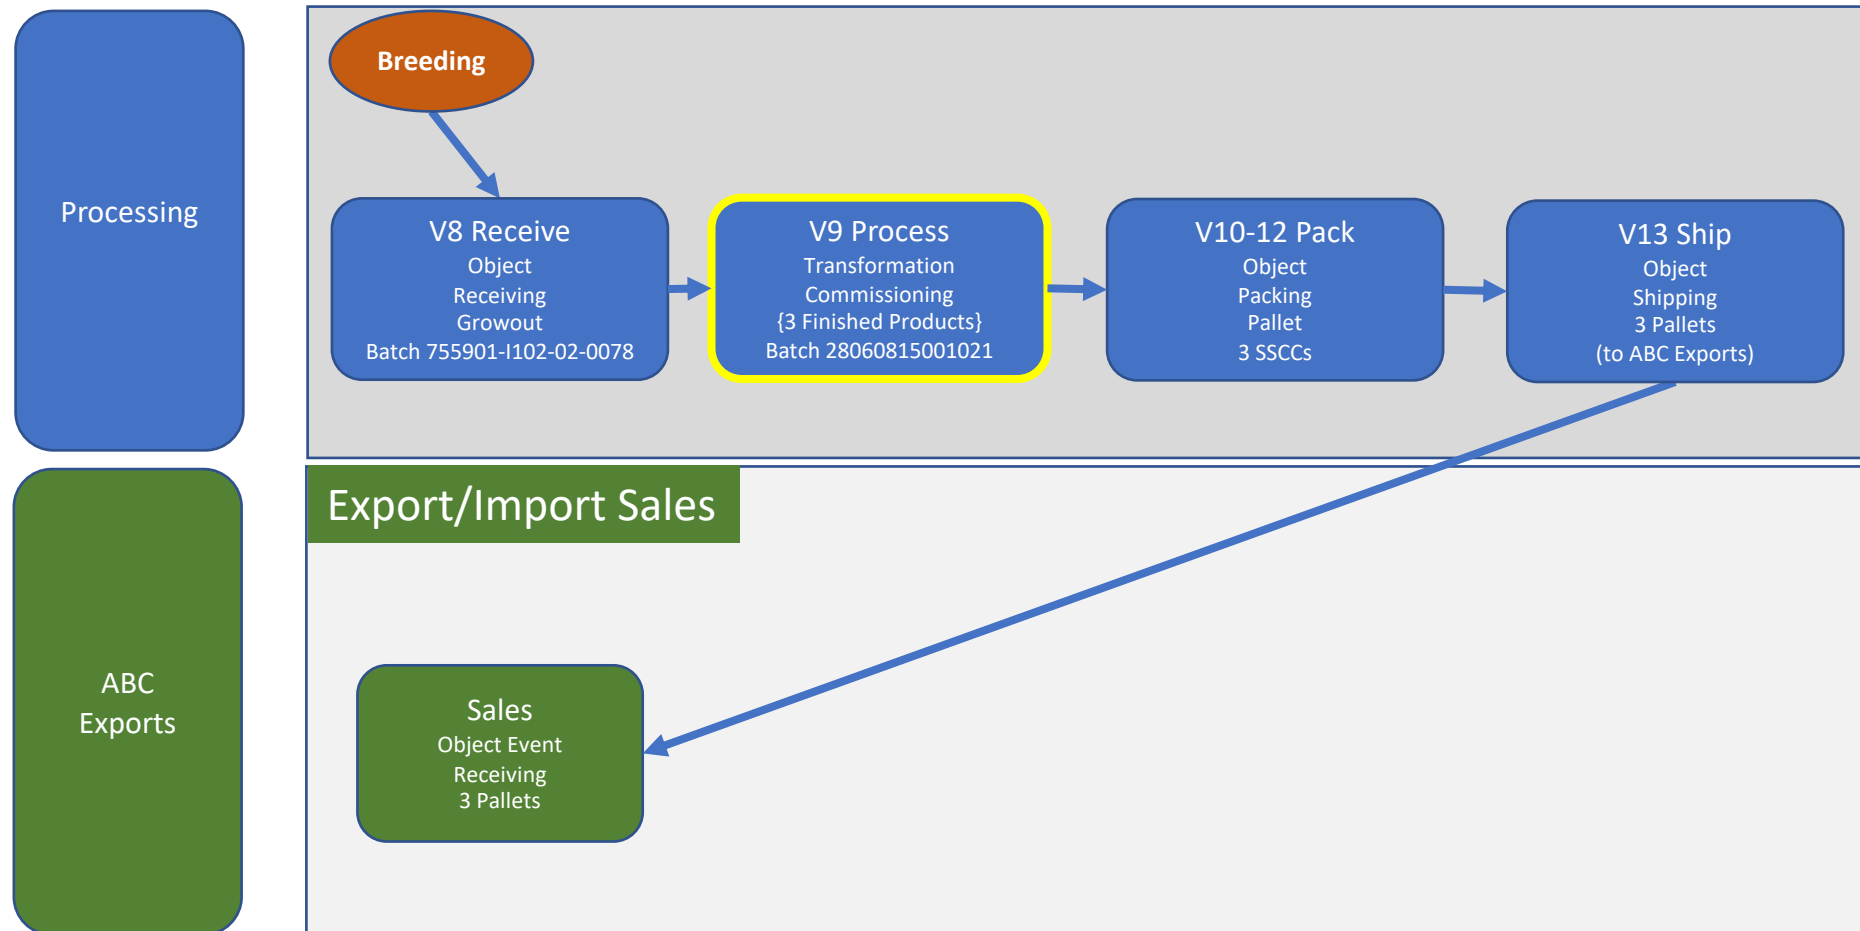 Processing
Breeding
V8 Receive
Object
Receiving
Growout
Batch 755901-I102-02-0078
V9 Process
Transformation
Commissioning
{3 Finished Products}
Batch 28060815001021
V10-12 Pack
Object
Packing
Pallet
3 SSCCs
V13 Ship
Object
Shipping
3 Pallets
(to ABC Exports)
ABC
Exports
Export/Import Sales
Sales
Object Event
Receiving
3 Pallets